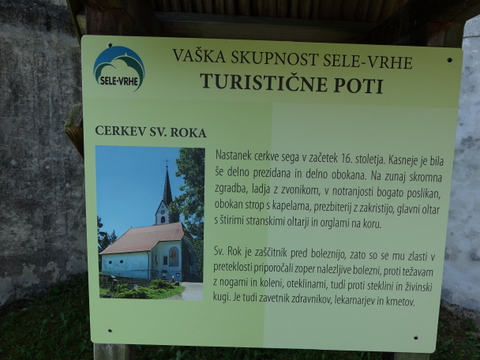 SELE-VRHE
VAŠKA SKUPNOST SELE-VRHE
TURISTIČNE POTI
CERKEV SV. ROKA
Nastanek cerkve sega v začetek 16. stoletja. Kasneje je bila
še delno prezidana in delno obokana. Na zunaj skromna
zgradba, ladja z zvonikom, v notranjosti bogato poslikan,
obokan strop s kapelama, prezbiterij z zakristijo, glavni oltar
s štirimi stranskimi oltarji in orglami na koru.
Sv. Rok je zaščitnik pred boleznijo, zato so se mu zlasti v
preteklosti priporočali zoper nalezljive bolezni, proti težavam
z nogami in koleni, oteklinami, tudi proti steklini in živinski
kugi. Je tudi zavetnik zdravnikov, lekarnarjev in kmetov.